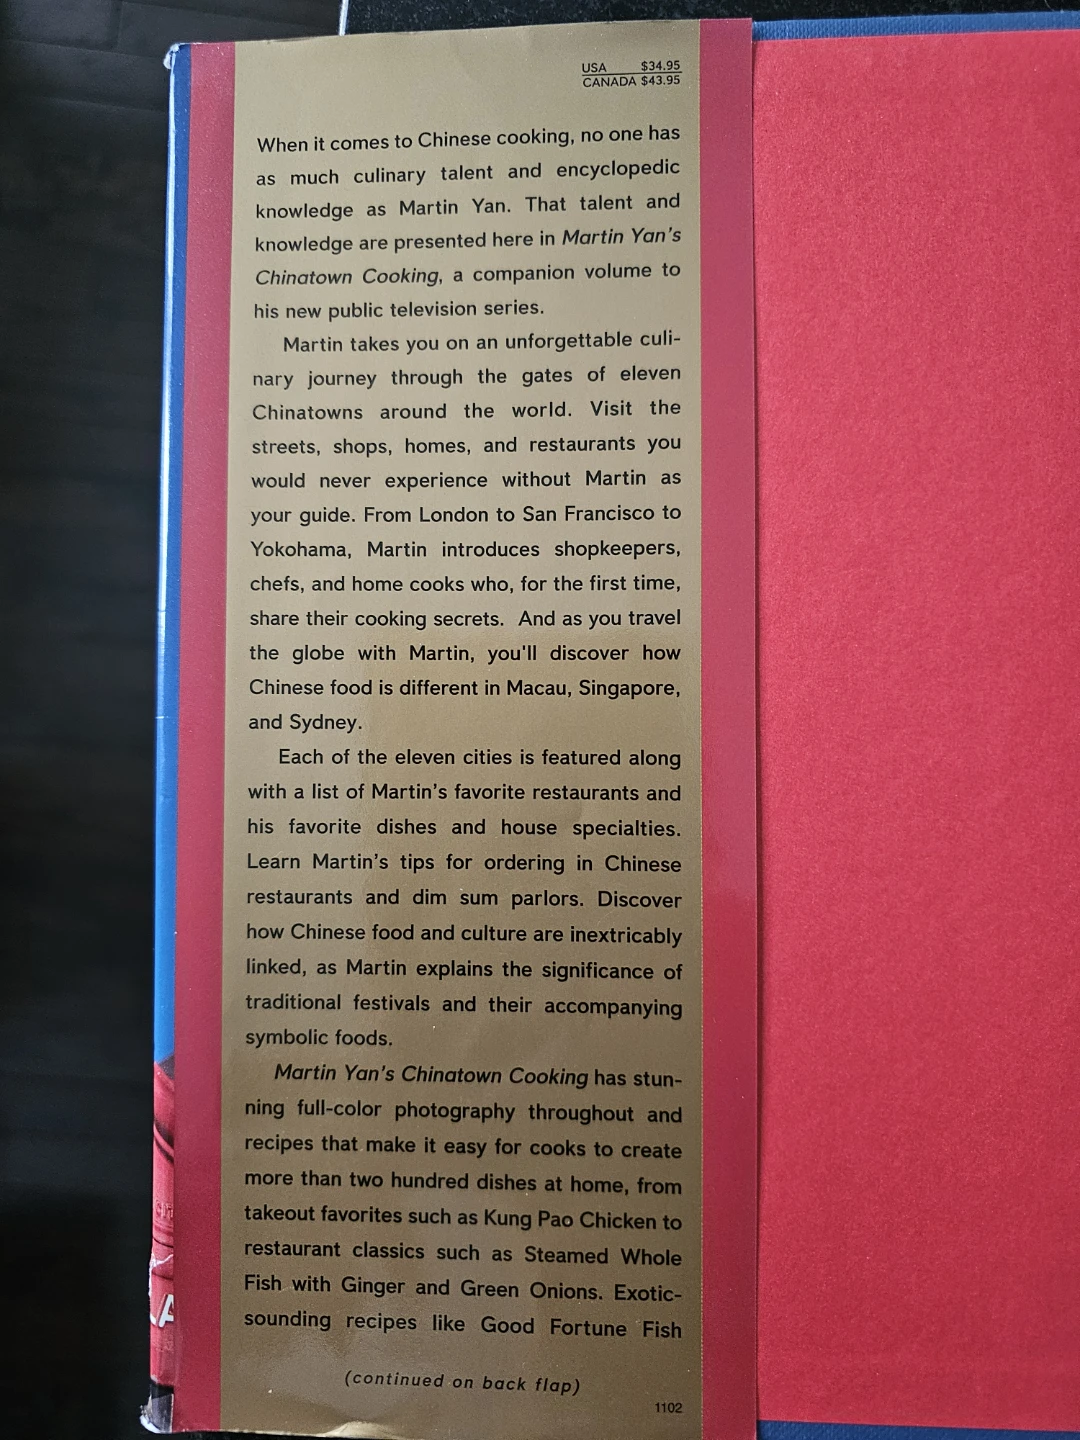 USA $34.95
CANADA $43.95
When it comes to Chinese cooking, no one has
as much culinary talent and encyclopedic
knowledge as Martin Yan. That talent and
knowledge are presented here in Martin Yan's
Chinatown Cooking, a companion volume to
his new public television series.
Martin takes you on an unforgettable culi-
nary journey through the gates of eleven
Chinatowns around the world. Visit the
streets, shops, homes, and restaurants you
would never experience without Martin as
your guide. From London to San Francisco to
Yokohama, Martin introduces shopkeepers,
chefs, and home cooks who, for the first time,
share their cooking secrets. And as you travel
the globe with Martin, you'll discover how
Chinese food is different in Macau, Singapore,
and Sydney.
Each of the eleven cities is featured along
with a list of Martin's favorite restaurants and
his favorite dishes and house specialties.
Learn Martin's tips for ordering in Chinese
restaurants and dim sum parlors. Discover
how Chinese food and culture are inextricably
linked, as Martin explains the significance of
traditional festivals and their accompanying
symbolic foods.
Martin Yan's Chinatown Cooking has stun-
ning full-color photography throughout and
recipes that make it easy for cooks to create
more than two hundred dishes at home, from
takeout favorites such as Kung Pao Chicken to
restaurant classics such as Steamed Whole
Fish with Ginger and Green Onions. Exotic-
sounding recipes like Good Fortune Fish
(continued on back flap)
1102